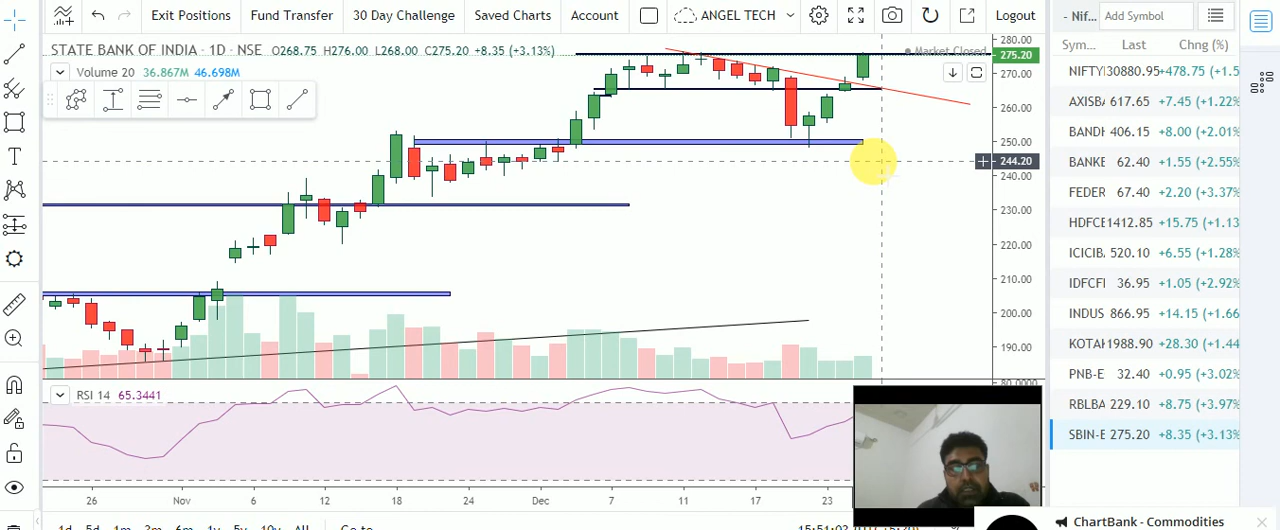 Exit Positions Fund Transfer 30 Day Challenge Saved Charts Account ANGEL TECH Logout
- Nif... Add Symbol
STATE BANK OF INDIA · 1D · NSE O268.75 H276.00 L268.00 C275.20 +8.35 (+3.13%)
Market Closed
Volume 20 36.867M 46.698M
280.00
275.20
270.00
260.00
250.00
244.20
240.00
230.00
220.00
210.00
200.00
190.00
80.0000
RSI 14 65.3441
26 Nov 6 12 18 24 Dec 7 11 17 23
1d 5d 1m 3m 6m 1y 5y 10y All Go to
Sym... Last Chng (%)
NIFTY 30880.95 +478.75 (+1.5
AXISBA 617.65 +7.45 (+1.22%
BANDH 406.15 +8.00 (+2.01%
BANKE 62.40 +1.55 (+2.55%
FEDER 67.40 +2.20 (+3.37%
HDFCE 1412.85 +15.75 (+1.13
ICICIB, 520.10 +6.55 (+1.28%
IDFCFI 36.95 +1.05 (+2.92%
INDUS 866.95 +14.15 (+1.66
KOTAK 1988.90 +28.30 (+1.44
PNB-E 32.40 +0.95 (+3.02%
RBLBA 229.10 +8.75 (+3.97%
SBIN-E 275.20 +8.35 (+3.13%
ChartBank - Commodities